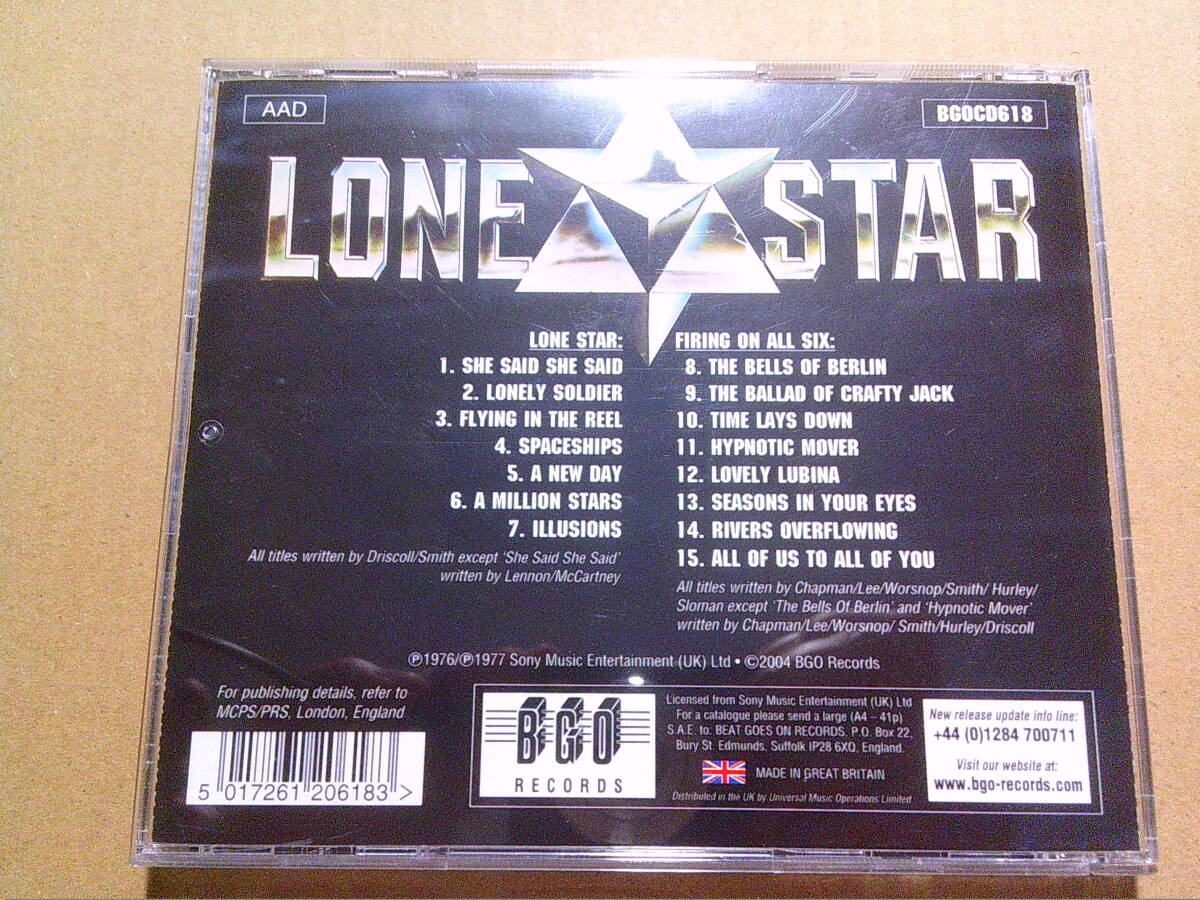 AAD
BGOCD618
LONE STAR
LONE STAR:
1. SHE SAID SHE SAID
2. LONELY SOLDIER
3. FLYING IN THE REEL
4. SPACESHIPS
5. A NEW DAY
6. A MILLION STARS
7. ILLUSIONS
All titles written by Driscoll/Smith except ‘She Said She Said’
written by Lennon/McCartney
FIRING ON ALL SIX:
8. THE BELLS OF BERLIN
9. THE BALLAD OF CRAFTY JACK
10. TIME LAYS DOWN
11. HYPNOTIC MOVER
12. LOVELY LUBINA
13. SEASONS IN YOUR EYES
14. RIVERS OVERFLOWING
15. ALL OF US TO ALL OF YOU
All titles written by Chapman/Lee/Worsnop/Smith/ Hurley/
Sloman except ‘The Bells Of Berlin’ and ‘Hypnotic Mover’
written by Chapman/Lee/Worsnop/ Smith/Hurley/Driscoll
℗1976/℗1977 Sony Music Entertainment (UK) Ltd • ©2004 BGO Records
For publishing details, refer to
MCPS/PRS, London, England
5 017261 206183 >
BGO
RECORDS
Licensed from Sony Music Entertainment (UK) Ltd
For a catalogue please send a large (A4 – 41p)
S.A.E. to: BEAT GOES ON RECORDS, P.O. Box 22,
Bury St. Edmunds, Suffolk IP28 6XQ, England.
MADE IN GREAT BRITAIN
Distributed in the UK by Universal Music Operations Limited
New release update info line:
+44 (0)1284 700711
Visit our website at:
www.bgo-records.com